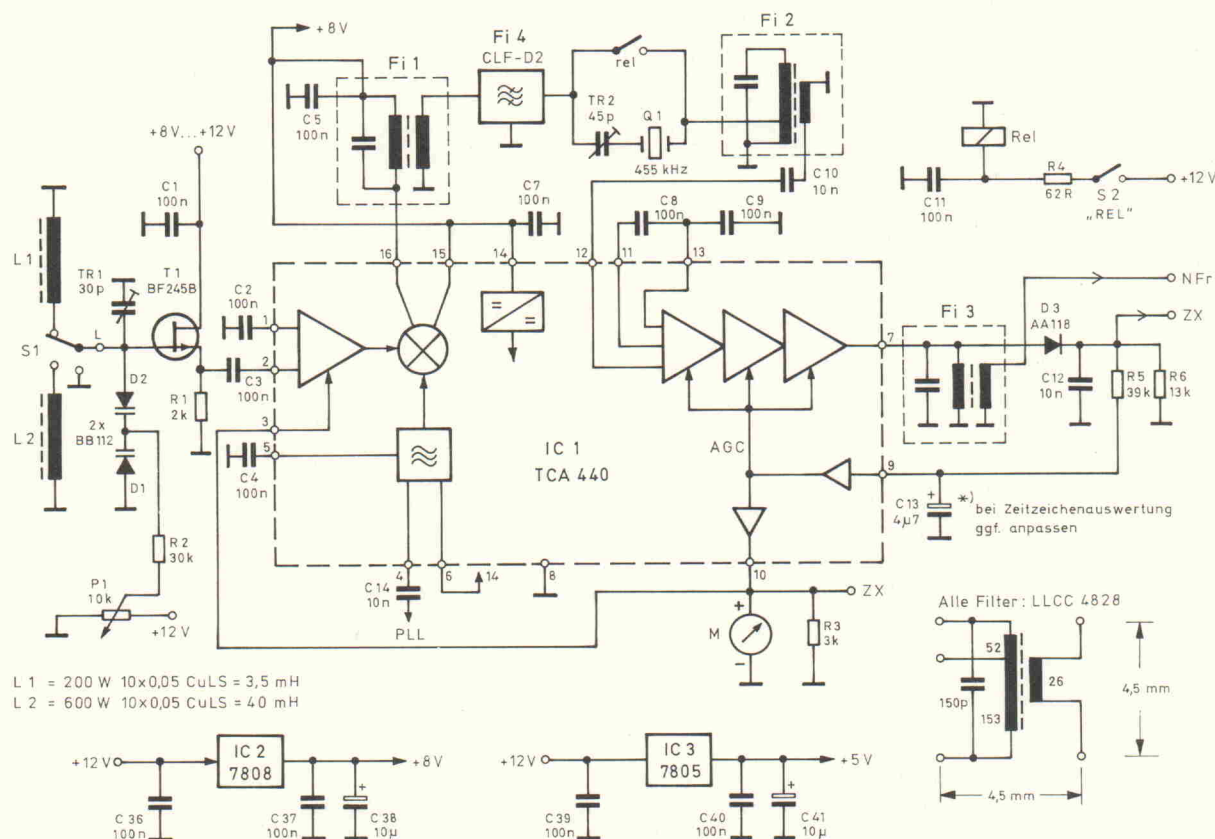 +8V
Fi 4
CLF-D2
Fi 1
rel
Fi 2
C5
100n
TR2
45p
Q1
455 kHz
+8V...+12V
C1
100n
C7
100n
C10
10n
C8
100n
C9
100n
Rel
C11
100n
R4
62R
S2
„REL"
+12V
L1
TR1
30p
T1
BF245B
C2
100n
16
15
14
12
11
13
NFr
ZX
D3
AA118
Fi 3
1
2
7
S1
L
D2
C3
100n
R1
2k
3
5
C12
10n
R5
39k
R6
13k
L2
2x
BB112
D1
C4
100n
IC 1
TCA 440
AGC
9
C13
4µ7
+
*)
bei Zeitzeichenauswertung
ggf. anpassen
R2
30k
P1
10k
+12V
4
6
14
8
10
C14
10n
PLL
ZX
+
M
-
R3
3k
Alle Filter: LLCC 4828
52
150p
153
26
4,5 mm
4,5 mm
L 1 = 200 W 10x0,05 CuLS = 3,5 mH
L 2 = 600 W 10x0,05 CuLS = 40 mH
+12V
IC 2
7808
+8V
C36
100n
C37
100n
+
C38
10µ
+12V
IC 3
7805
+5V
C39
100n
C40
100n
+
C41
10µ